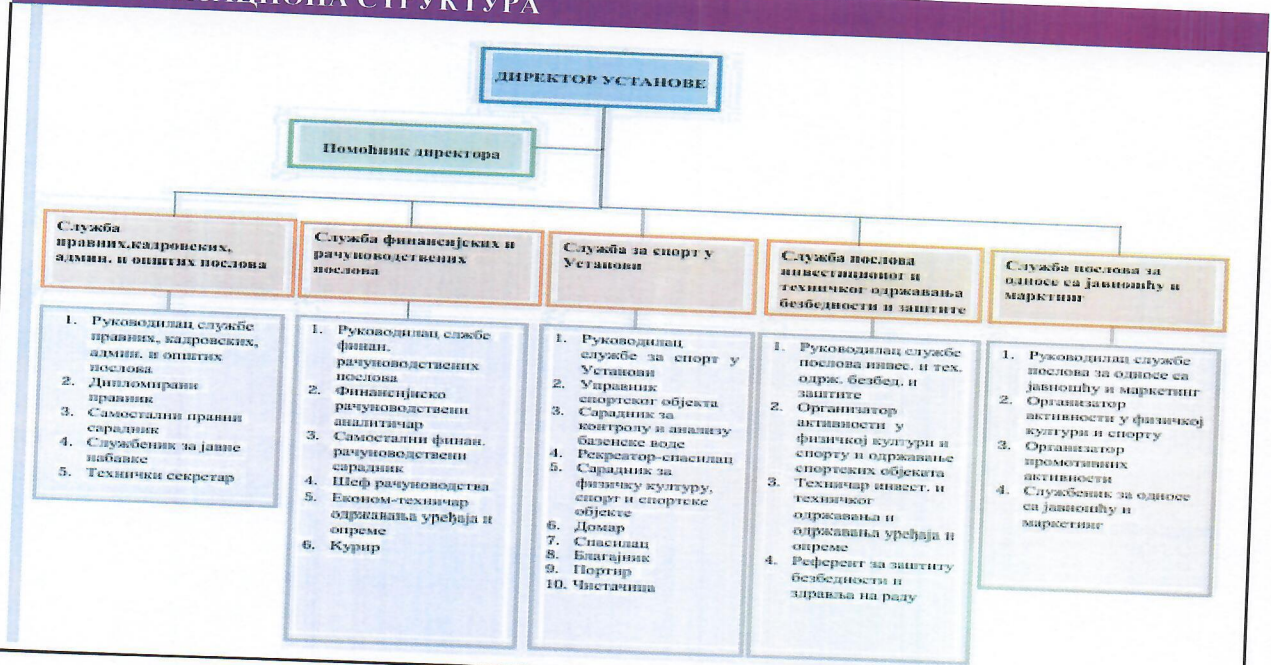 СТРУКТУРА
ДИРЕКТОР УСТАНОВЕ
Помоћник директора
Служба
правних.кадровских,
админ. и општих послова
1. Руководилац службе
правних, кадровских,
админ. и општих
послова
2. Дипломирани
правник
3. Самостални правни
сарадник
4. Службеник за јавне
набавке
5. Технички секретар
Служба финансијских и
рачуноводствених
послова
1. Руководилац слжбе
финан.
рачуноводствених
послова
2. Финансијско
рачуноводствени
аналитичар
3. Самостални финан.
рачуноводствени
сарадник
4. Шеф рачуноводства
5. Економ-техничар
одржавања уређаја и
опреме
6. Курир
Служба за спорт у
Установи
1. Руководилац
службе за спорт у
Установи
2. Управник
спортског објекта
3. Сарадник за
контролу и анализу
базенске воде
4. Рекреатор-спасилац
5. Сарадник за
физичку културу,
спорт и спортске
објекте
6. Домар
7. Спасилац
8. Благајник
9. Портир
10. Чистачица
Служба послова
инвестиционог и
техничког одржавања
безбедности и заштите
1. Руководилац службе
послова инвес. и тех.
одрж. безбед. и
заштите
2. Организатор
активности у
физичкој култури и
спорту и одржавање
спортских објеката
3. Техничар инвест. и
техничког
одржавања и
одржавања уређаја и
опреме
4. Референт за заштиту
безбедности и
здравља на раду
Служба послова за
односе са јавношћу и
марктинг
1. Руководилац службе
послова за односе са
јавношћу и маркетинг
2. Организатор
активности у физичкој
култури и спорту
3. Организатор
промотивних
активности
4. Службеник за односе
са јавношћу и
маркетинг